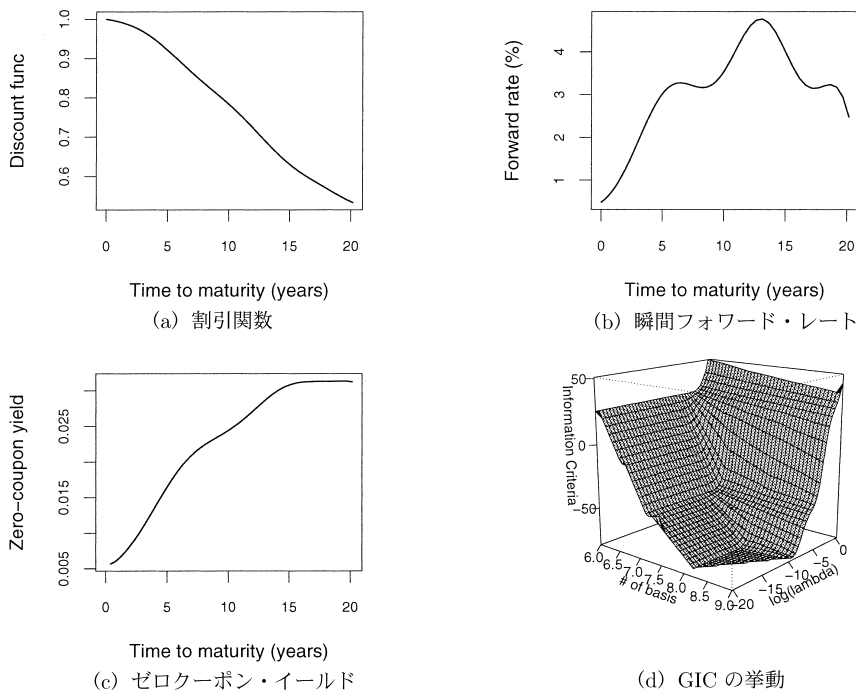 Discount func
1.0
0.9
0.8
0.7
0.6
0 5 10 15 20
Time to maturity (years)
(a) 割引関数
Forward rate (%)
4
3
2
1
0 5 10 15 20
Time to maturity (years)
(b) 瞬間フォワード・レート
Zero−coupon yield
0.025
0.015
0.005
0 5 10 15 20
Time to maturity (years)
(c) ゼロクーポン・イールド
Information Criteria
50
0
−50
6.0 6.5 7.0 7.5 8.0 8.5 9.0
# of basis
−20 −15 −10 −5 0
log(lambda)
(d) GIC の挙動